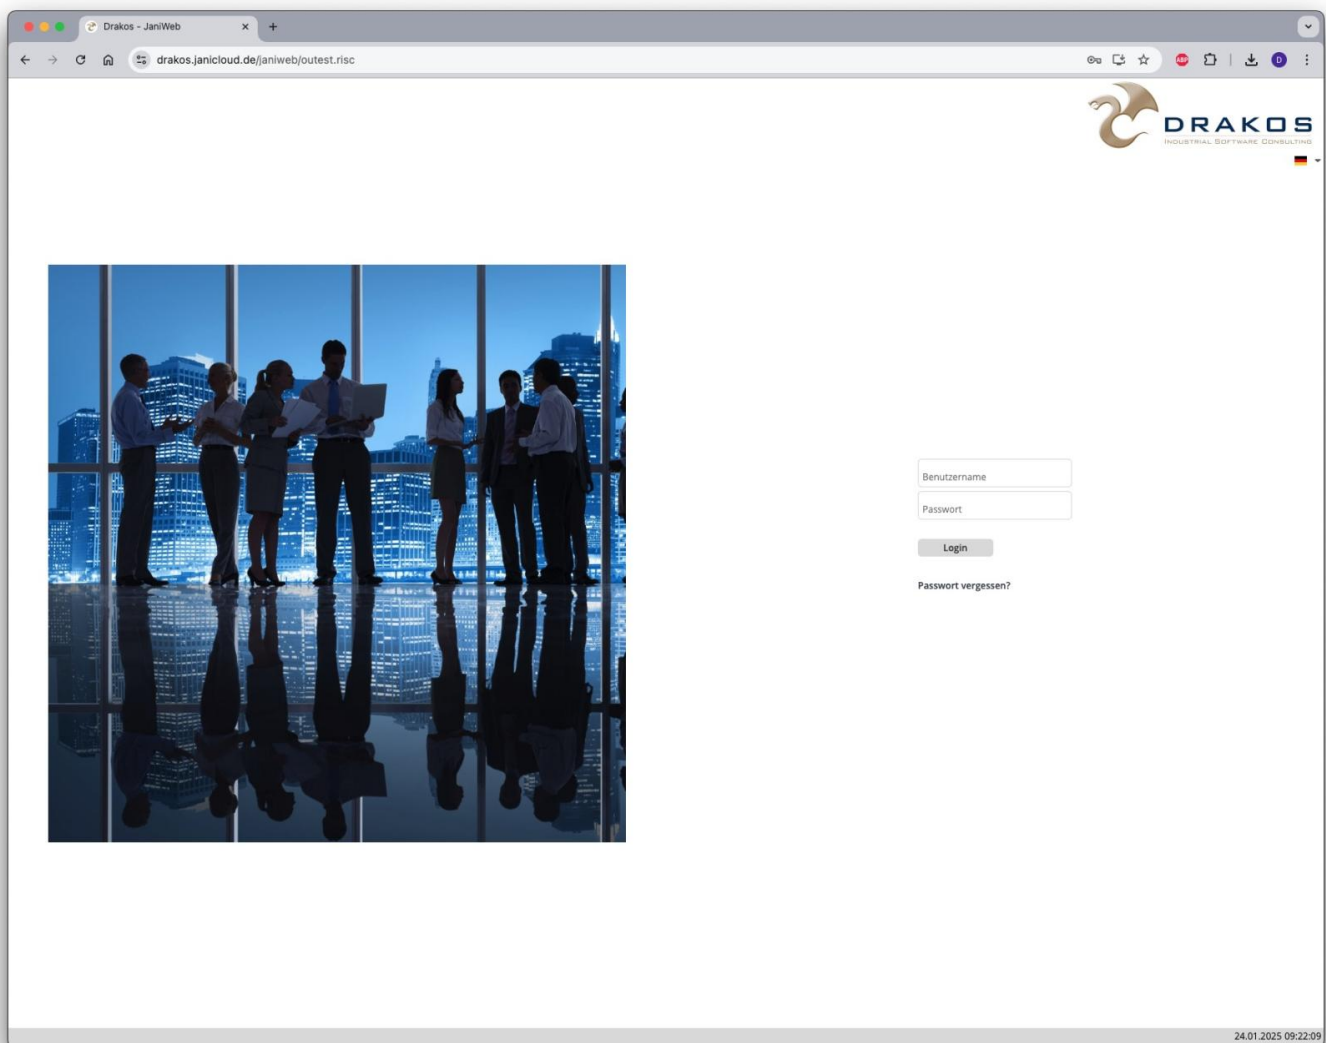 Drakos - JaniWeb
drakos.janicloud.de/janiweb/outest.risc
ABP
D
DRAKOS
INDUSTRIAL SOFTWARE CONSULTING
Benutzername
Passwort
Login
Passwort vergessen?
24.01.2025 09:22:09